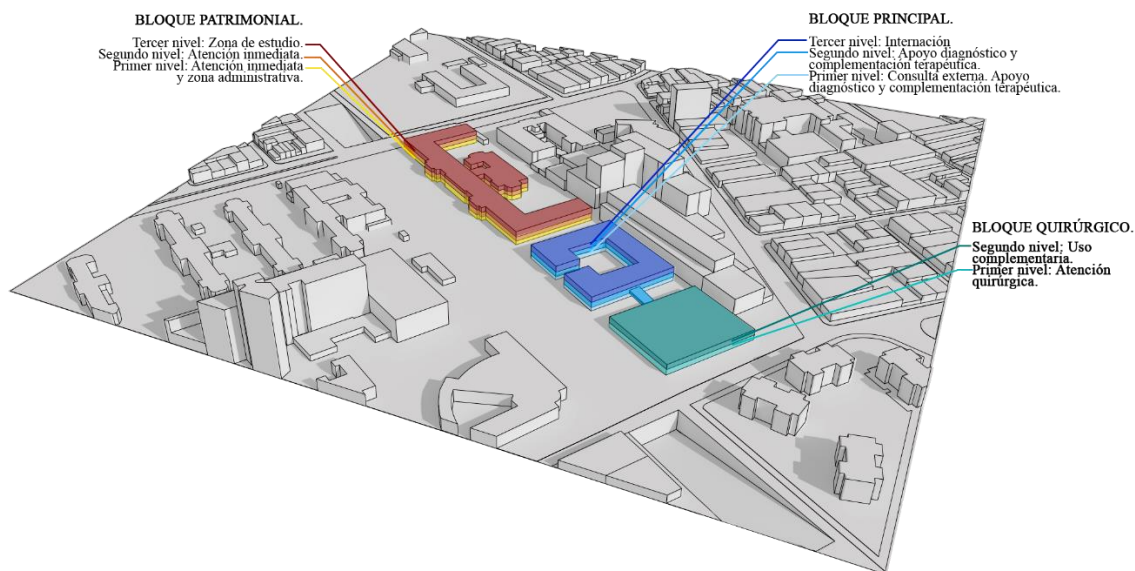 BLOQUE PATRIMONIAL.
Tercer nivel: Zona de estudio.
Segundo nivel: Atención inmediata.
Primer nivel: Atención inmediata
y zona administrativa.
BLOQUE PRINCIPAL.
Tercer nivel: Internación
Segundo nivel: Apoyo diagnóstico y
complementación terapéutica.
Primer nivel: Consulta externa. Apoyo
diagnóstico y complementación terapéutica.
BLOQUE QUIRÚRGICO.
Segundo nivel; Uso
complementaria.
Primer nivel: Atención
quirúrgica.